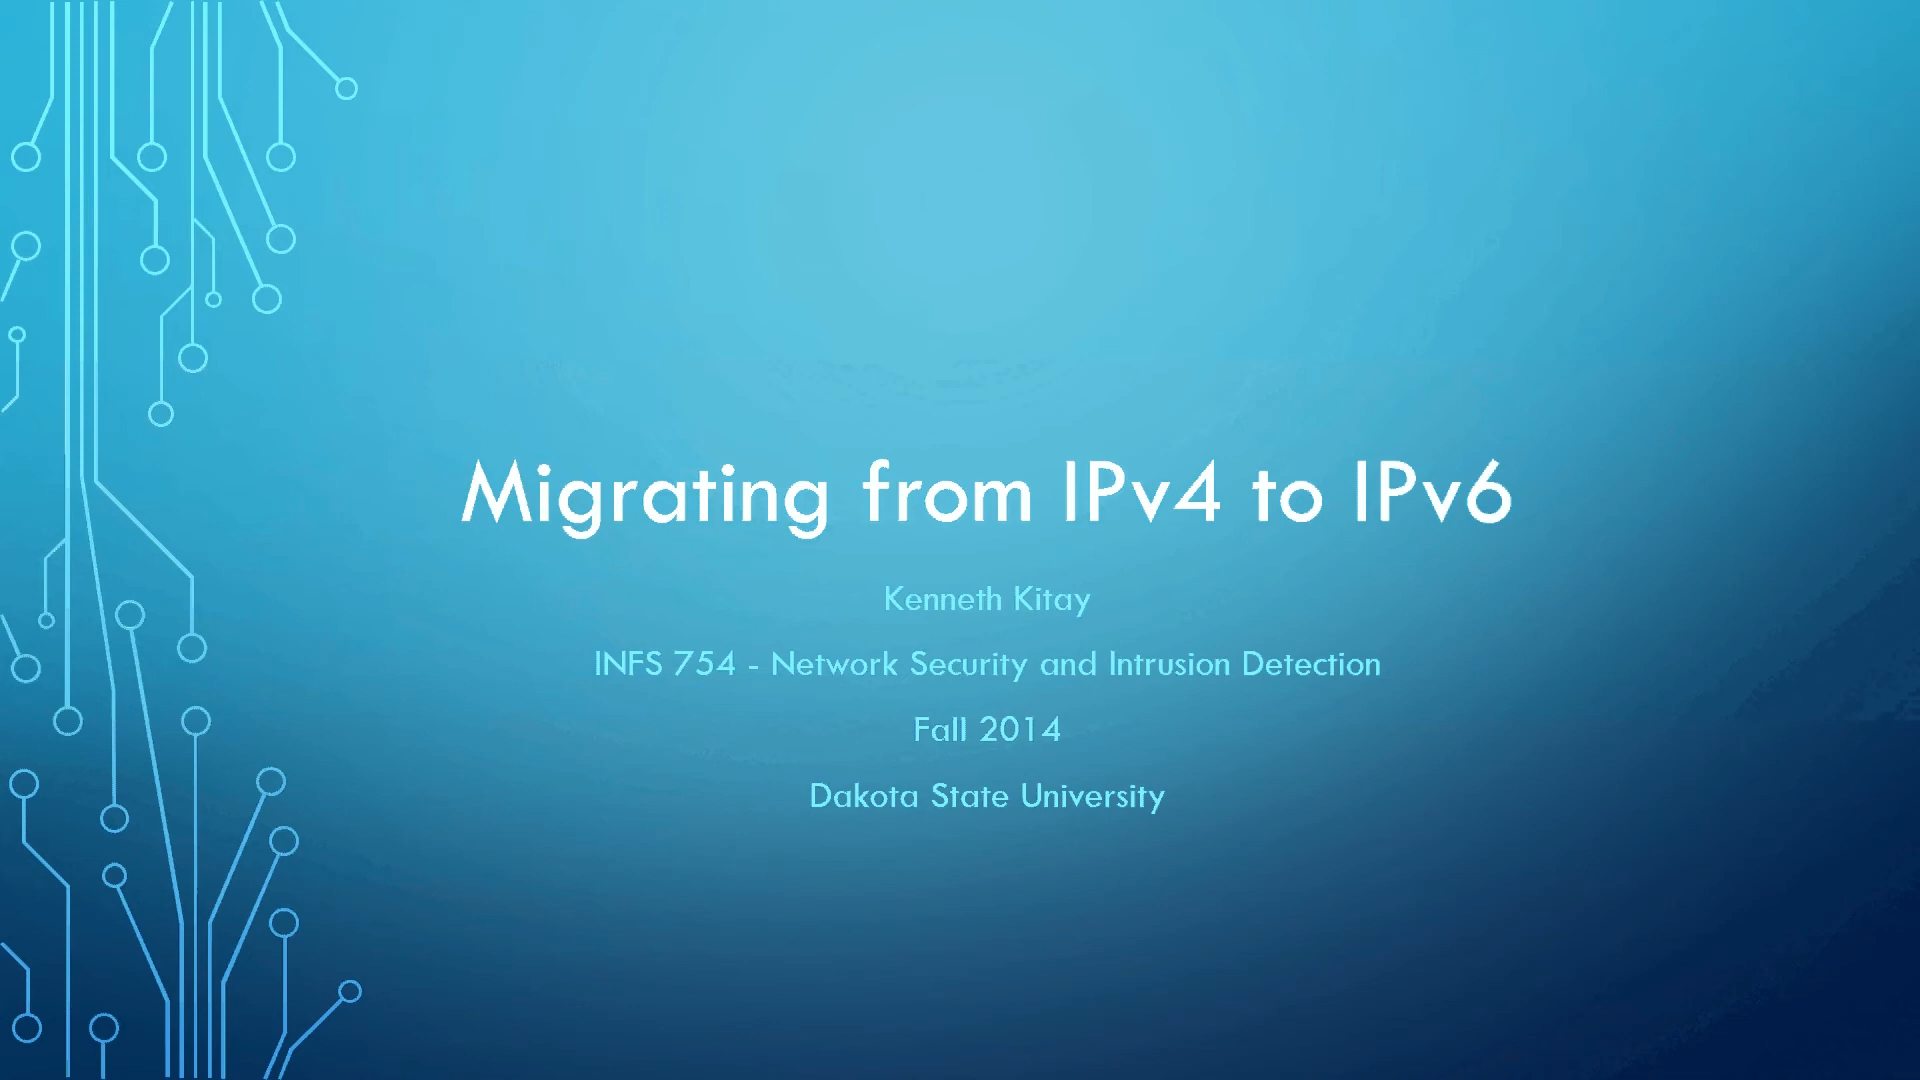 Migrating from IPv4 to IPv6
Kenneth Kitay
INFS 754 - Network Security and Intrusion Detection
Fall 2014
Dakota State University